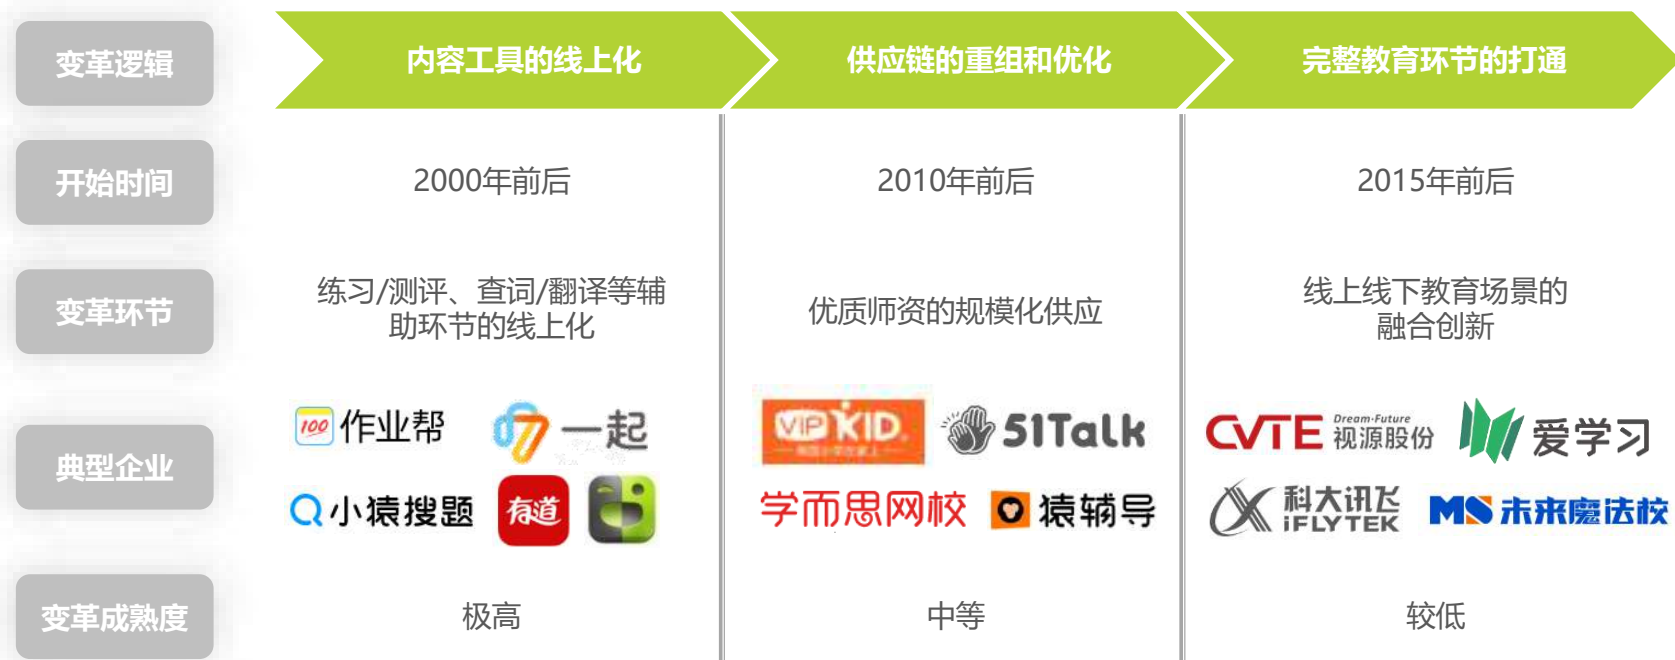 变革逻辑
内容工具的线上化
供应链的重组和优化
完整教育环节的打通
开始时间
2000年前后
2010年前后
2015年前后
变革环节
练习/测评、查词/翻译等辅
助环节的线上化
优质师资的规模化供应
线上线下教育场景的
融合创新
典型企业
100 作业帮
17 一起
小猿搜题
有道
VIPKID
51Talk
学而思网校
猿辅导
CVTE Dream·Future
视源股份
爱学习
科大讯飞
iFLYTEK
MS 未来魔法校
变革成熟度
极高
中等
较低